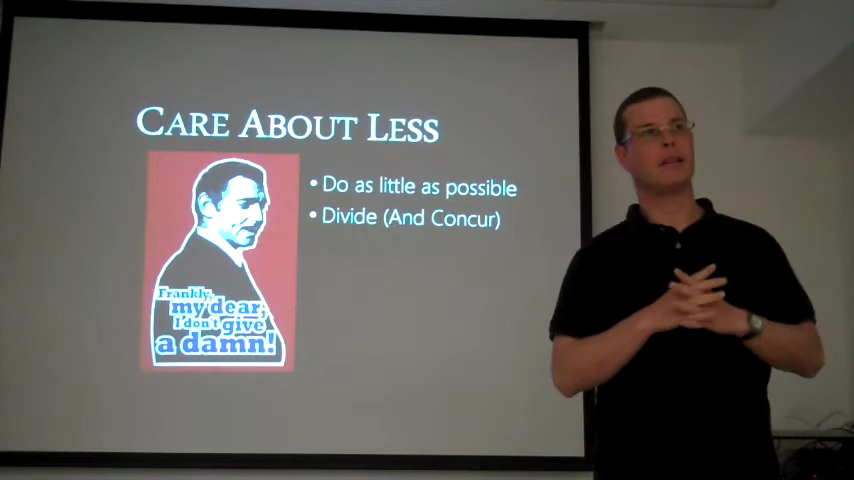 CARE ABOUT LESS
• Do as little as possible
• Divide (And Concur)
Frankly,
my dear,
I don't give
a damn!